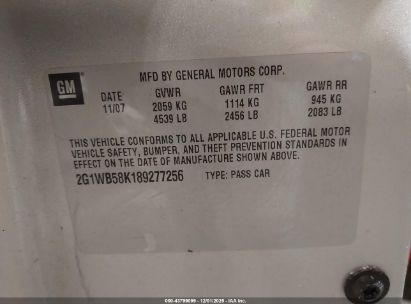 GM
MFD BY GENERAL MOTORS CORP.
DATE GVWR GAWR FRT GAWR RR
11/07 2059 KG 1114 KG 945 KG
4539 LB 2456 LB 2083 LB
THIS VEHICLE CONFORMS TO ALL APPLICABLE U.S. FEDERAL MOTOR
VEHICLE SAFETY, BUMPER, AND THEFT PREVENTION STANDARDS IN
EFFECT ON THE DATE OF MANUFACTURE SHOWN ABOVE.
2G1WB58K189277256 TYPE: PASS CAR